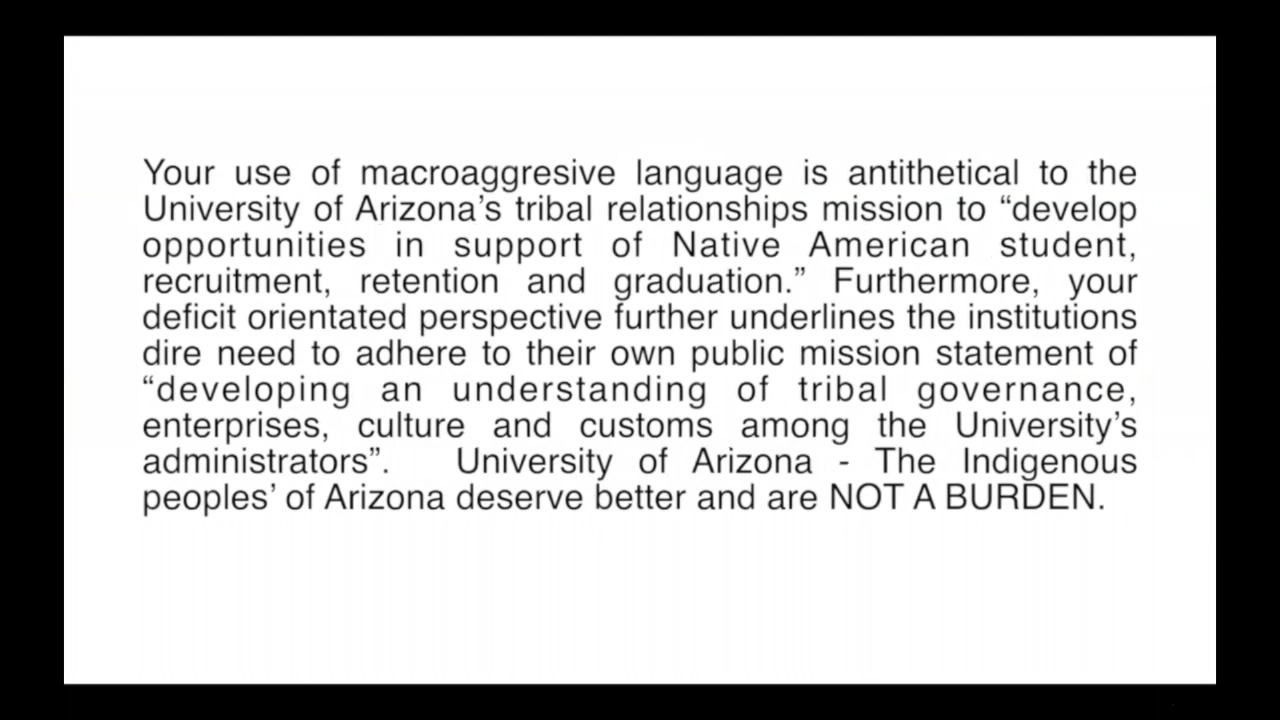 Your use of macroaggresive language is antithetical to the
University of Arizona’s tribal relationships mission to “develop
opportunities in support of Native American student,
recruitment, retention and graduation.” Furthermore, your
deficit orientated perspective further underlines the institutions
dire need to adhere to their own public mission statement of
“developing an understanding of tribal governance,
enterprises, culture and customs among the University’s
administrators”. University of Arizona - The Indigenous
peoples’ of Arizona deserve better and are NOT A BURDEN.